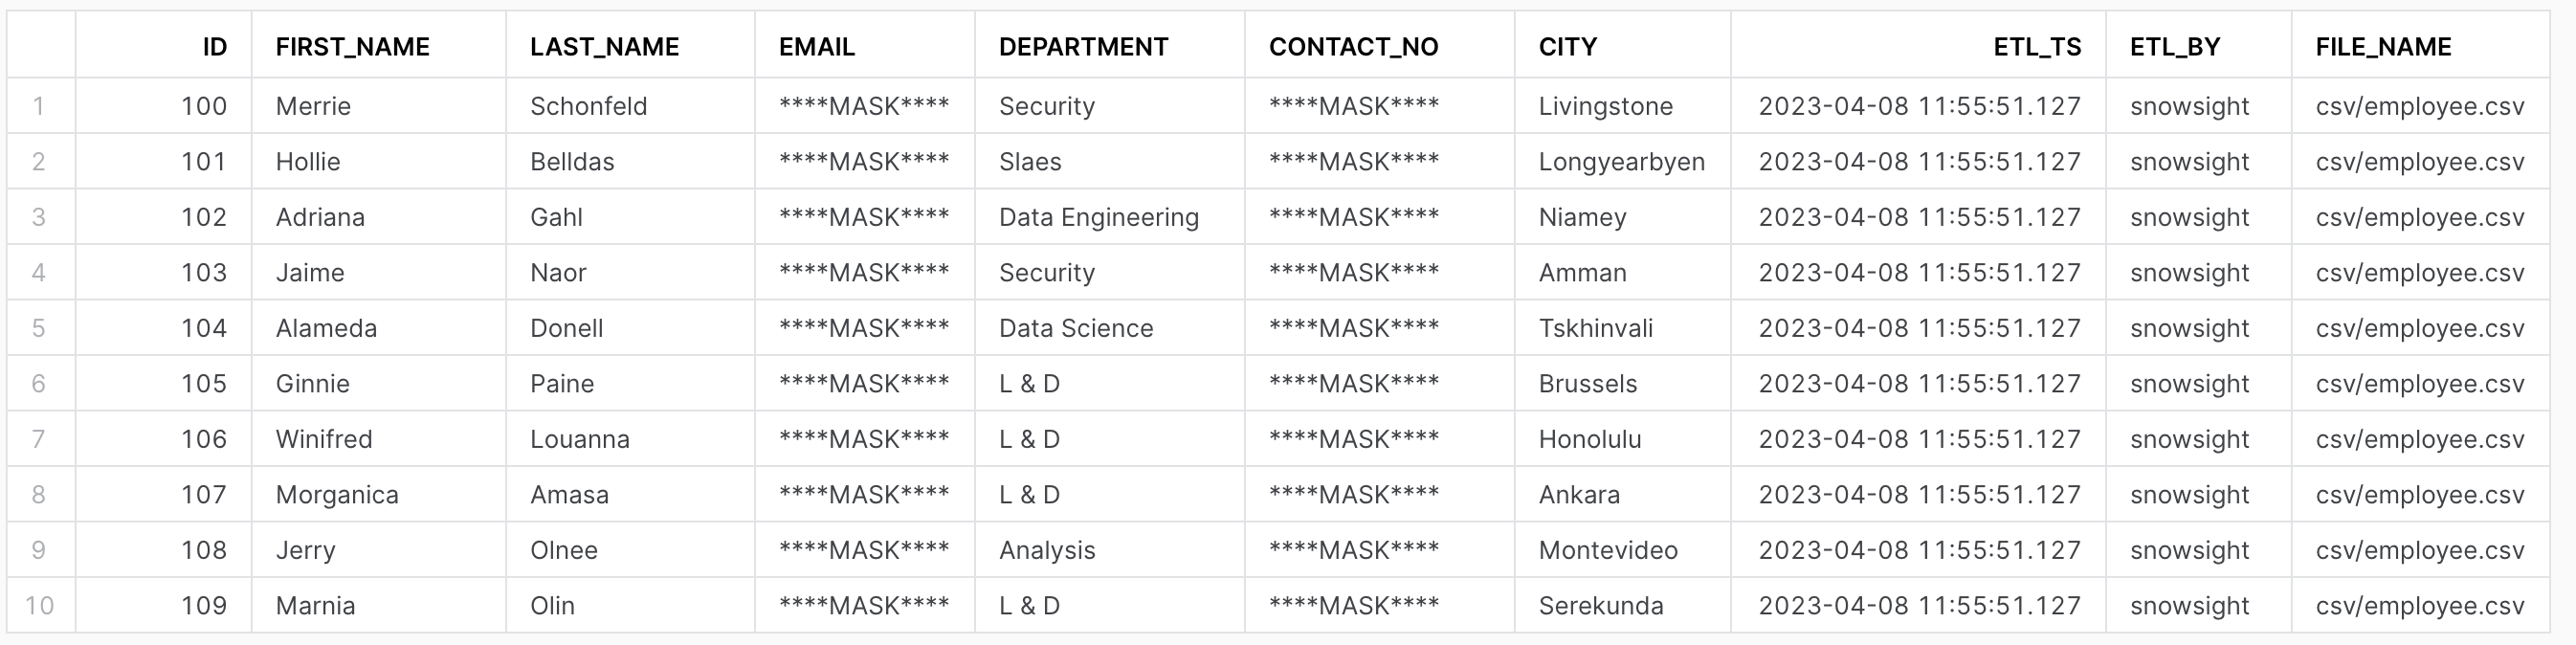 ID FIRST_NAME LAST_NAME EMAIL DEPARTMENT CONTACT_NO CITY ETL_TS ETL_BY FILE_NAME
1 100 Merrie Schonfeld ****MASK**** Security ****MASK**** Livingstone 2023-04-08 11:55:51.127 snowsight csv/employee.csv
2 101 Hollie Belldas ****MASK**** Slaes ****MASK**** Longyearbyen 2023-04-08 11:55:51.127 snowsight csv/employee.csv
3 102 Adriana Gahl ****MASK**** Data Engineering ****MASK**** Niamey 2023-04-08 11:55:51.127 snowsight csv/employee.csv
4 103 Jaime Naor ****MASK**** Security ****MASK**** Amman 2023-04-08 11:55:51.127 snowsight csv/employee.csv
5 104 Alameda Donell ****MASK**** Data Science ****MASK**** Tskhinvali 2023-04-08 11:55:51.127 snowsight csv/employee.csv
6 105 Ginnie Paine ****MASK**** L & D ****MASK**** Brussels 2023-04-08 11:55:51.127 snowsight csv/employee.csv
7 106 Winifred Louanna ****MASK**** L & D ****MASK**** Honolulu 2023-04-08 11:55:51.127 snowsight csv/employee.csv
8 107 Morganica Amasa ****MASK**** L & D ****MASK**** Ankara 2023-04-08 11:55:51.127 snowsight csv/employee.csv
9 108 Jerry Olnee ****MASK**** Analysis ****MASK**** Montevideo 2023-04-08 11:55:51.127 snowsight csv/employee.csv
10 109 Marnia Olin ****MASK**** L & D ****MASK**** Serekunda 2023-04-08 11:55:51.127 snowsight csv/employee.csv